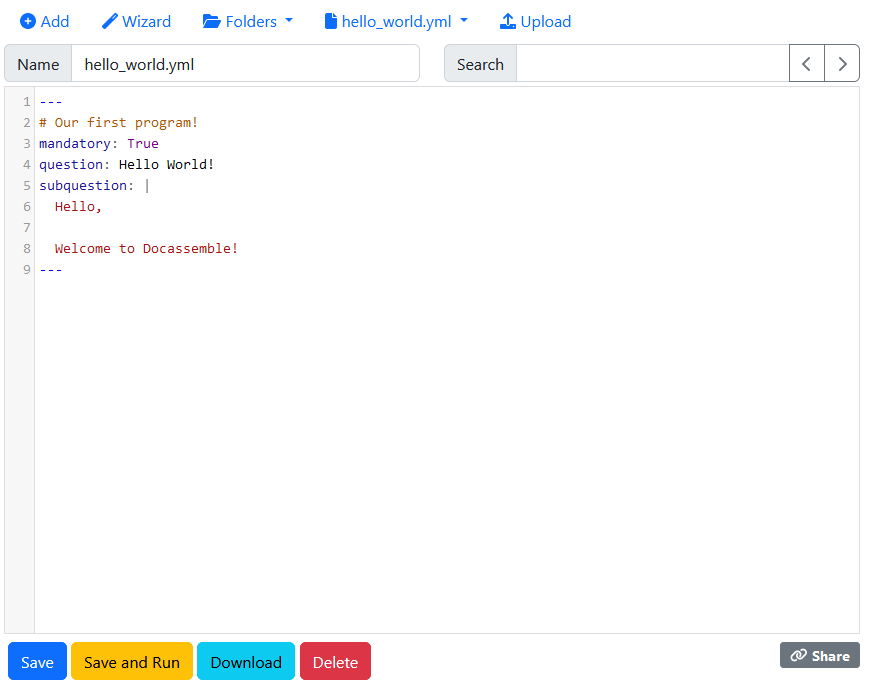 Add Wizard Folders hello_world.yml Upload
Name hello_world.yml Search
1 ---
2 # Our first program!
3 mandatory: True
4 question: Hello World!
5 subquestion: |
6   Hello,
7
8   Welcome to Docassemble!
9 ---
Save Save and Run Download Delete Share